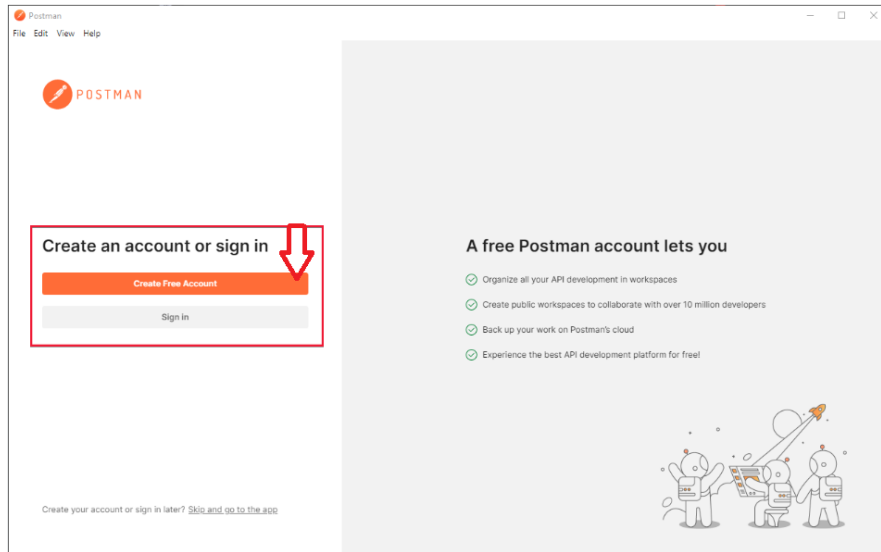 Postman
File Edit View Help
POSTMAN
Create an account or sign in
Create Free Account
Sign in
Create your account or sign in later? Skip and go to the app
A free Postman account lets you
Organize all your API development in workspaces
Create public workspaces to collaborate with over 10 million developers
Back up your work on Postman's cloud
Experience the best API development platform for free!